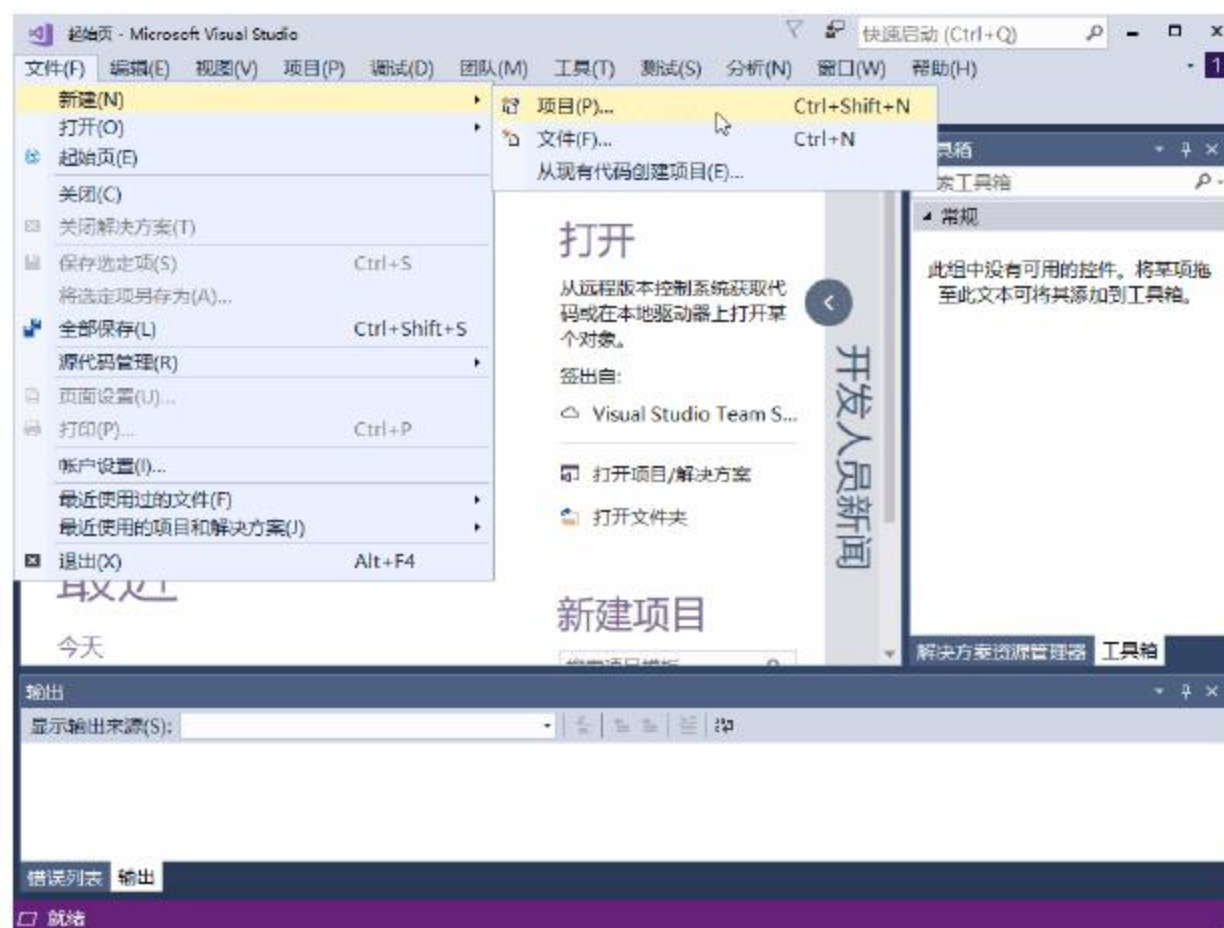 起始页 - Microsoft Visual Studio
快速启动 (Ctrl+Q)
文件(F) 编辑(E) 视图(V) 项目(P) 调试(D) 团队(M) 工具(T) 测试(S) 分析(N) 窗口(W) 帮助(H) 1
新建(N)
打开(O)
起始页(E)
关闭(C)
关闭解决方案(T)
保存选定项(S) Ctrl+S
将选定项另存为(A)...
全部保存(L) Ctrl+Shift+S
源代码管理(R)
页面设置(U)...
打印(P)... Ctrl+P
帐户设置(I)...
最近使用过的文件(F)
最近使用的项目和解决方案(J)
退出(X) Alt+F4
项目(P)... Ctrl+Shift+N
文件(F)... Ctrl+N
从现有代码创建项目(E)...
最近
今天
打开
从远程版本控制系统获取代
码或在本地驱动器上打开某
个对象。
签出自:
Visual Studio Team S...
打开项目/解决方案
打开文件夹
新建项目
搜索项目模板
开发人员新闻
具箱
索工具箱
常规
此组中没有可用的控件。将某项拖
至此文本可将其添加到工具箱。
解决方案资源管理器 工具箱
输出
显示输出来源(S):
错误列表 输出
就绪